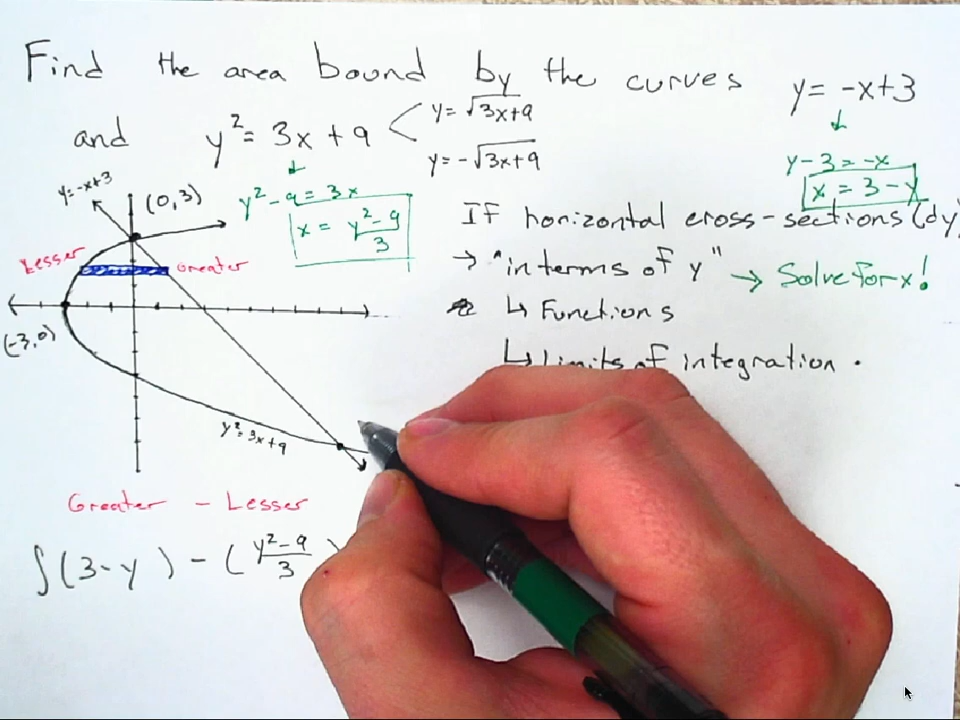 Find the area bound by the curves y = -x+3
and y² = 3x + 9
y = √3x+9
y = -√3x+9
↓
y - 3 = -x
x = 3 - y
↓
y² - 9 = 3x
x = y²-9/3
y=-x+3
(0,3)
Lesser
Greater
(-3,0)
y²=3x+9
If horizontal cross-sections (dy
→ "in terms of y" → Solve for x!
↳ Functions
↳ Limits of integration .
Greater - Lesser
∫(3-y) - (y²-9/3)